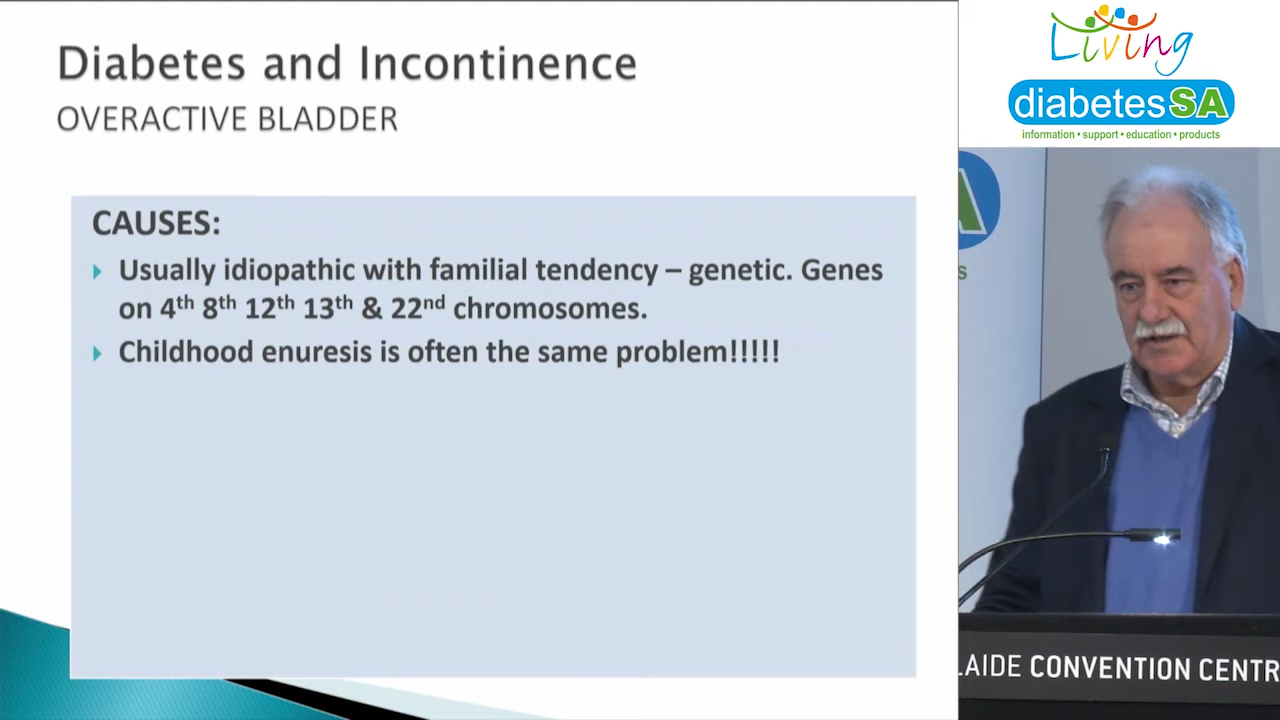 Diabetes and Incontinence
OVERACTIVE BLADDER
CAUSES:
Usually idiopathic with familial tendency – genetic. Genes
on 4th 8th 12th 13th & 22nd chromosomes.
Childhood enuresis is often the same problem!!!!!
Living
diabetesSA
information • support • education • products
A
s
LAIDE CONVENTION CENTR